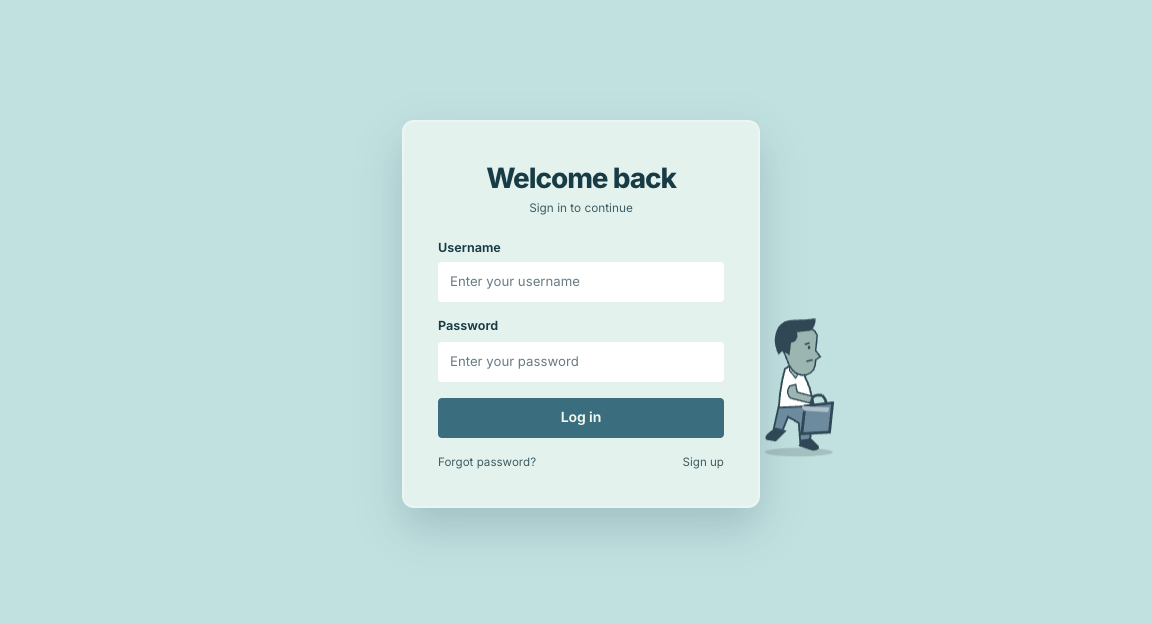 Welcome back
Sign in to continue
Username
Enter your username
Password
Enter your password
Log in
Forgot password? Sign up